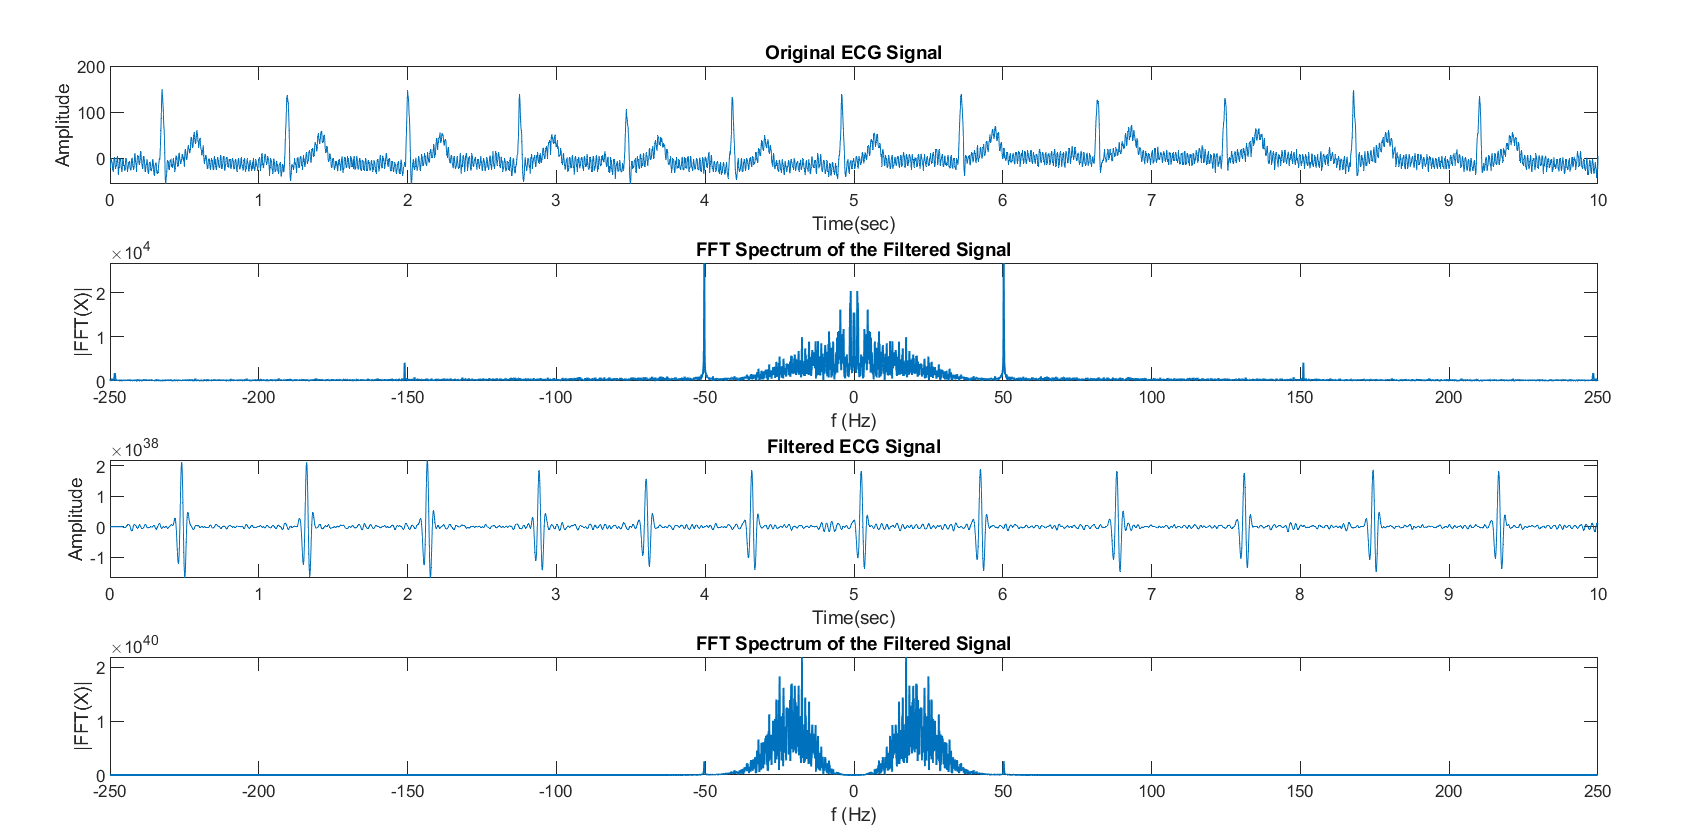 Original ECG Signal
200
100
0
Amplitude
0 1 2 3 4 5 6 7 8 9 10
Time(sec)
FFT Spectrum of the Filtered Signal
×10^4
2
1
0
|FFT(X)|
-250 -200 -150 -100 -50 0 50 100 150 200 250
f (Hz)
Filtered ECG Signal
×10^38
2
1
0
-1
Amplitude
0 1 2 3 4 5 6 7 8 9 10
Time(sec)
FFT Spectrum of the Filtered Signal
×10^40
2
1
0
|FFT(X)|
-250 -200 -150 -100 -50 0 50 100 150 200 250
f (Hz)